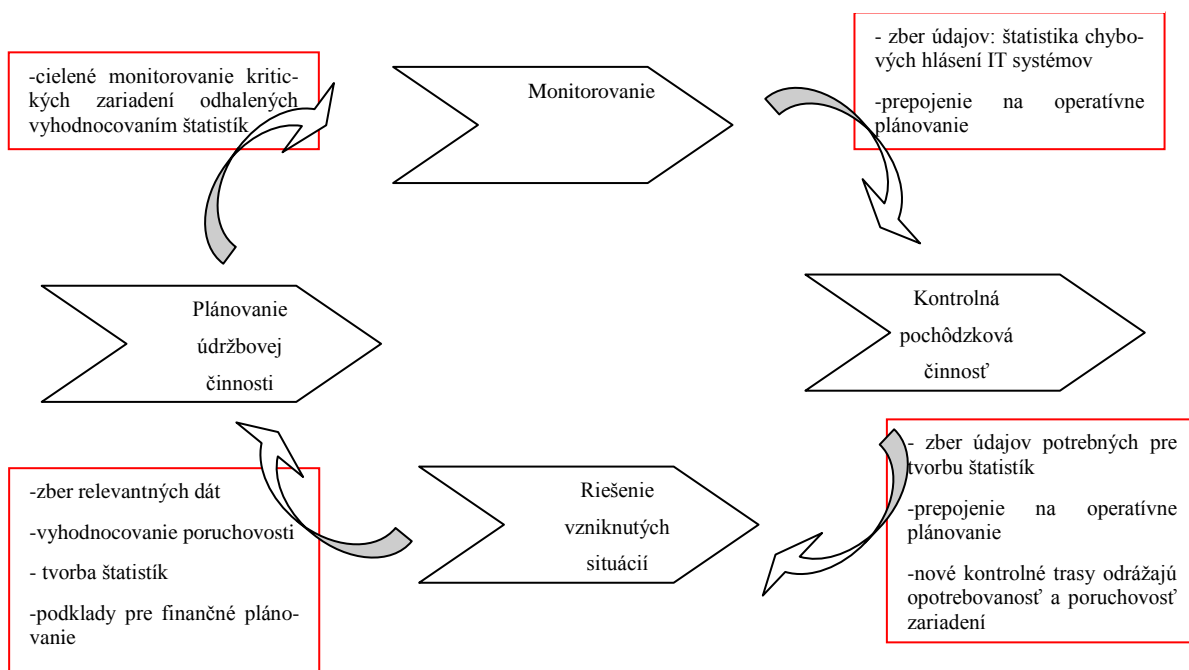 -cielené monitorovanie kritic-
kých zariadení odhalených
vyhodnocovaním štatistík
Monitorovanie
- zber údajov: štatistika chybo-
vých hlásení IT systémov
-prepojenie na operatívne
plánovanie
Plánovanie
údržbovej
činnosti
Kontrolná
pochôdzková
činnosť
-zber relevantných dát
-vyhodnocovanie poruchovosti
- tvorba štatistík
-podklady pre finančné pláno-
vanie
Riešenie
vzniknutých
situácií
- zber údajov potrebných pre
tvorbu štatistík
-prepojenie na operatívne
plánovanie
-nové kontrolné trasy odrážajú
opotrebovanosť a poruchovosť
zariadení